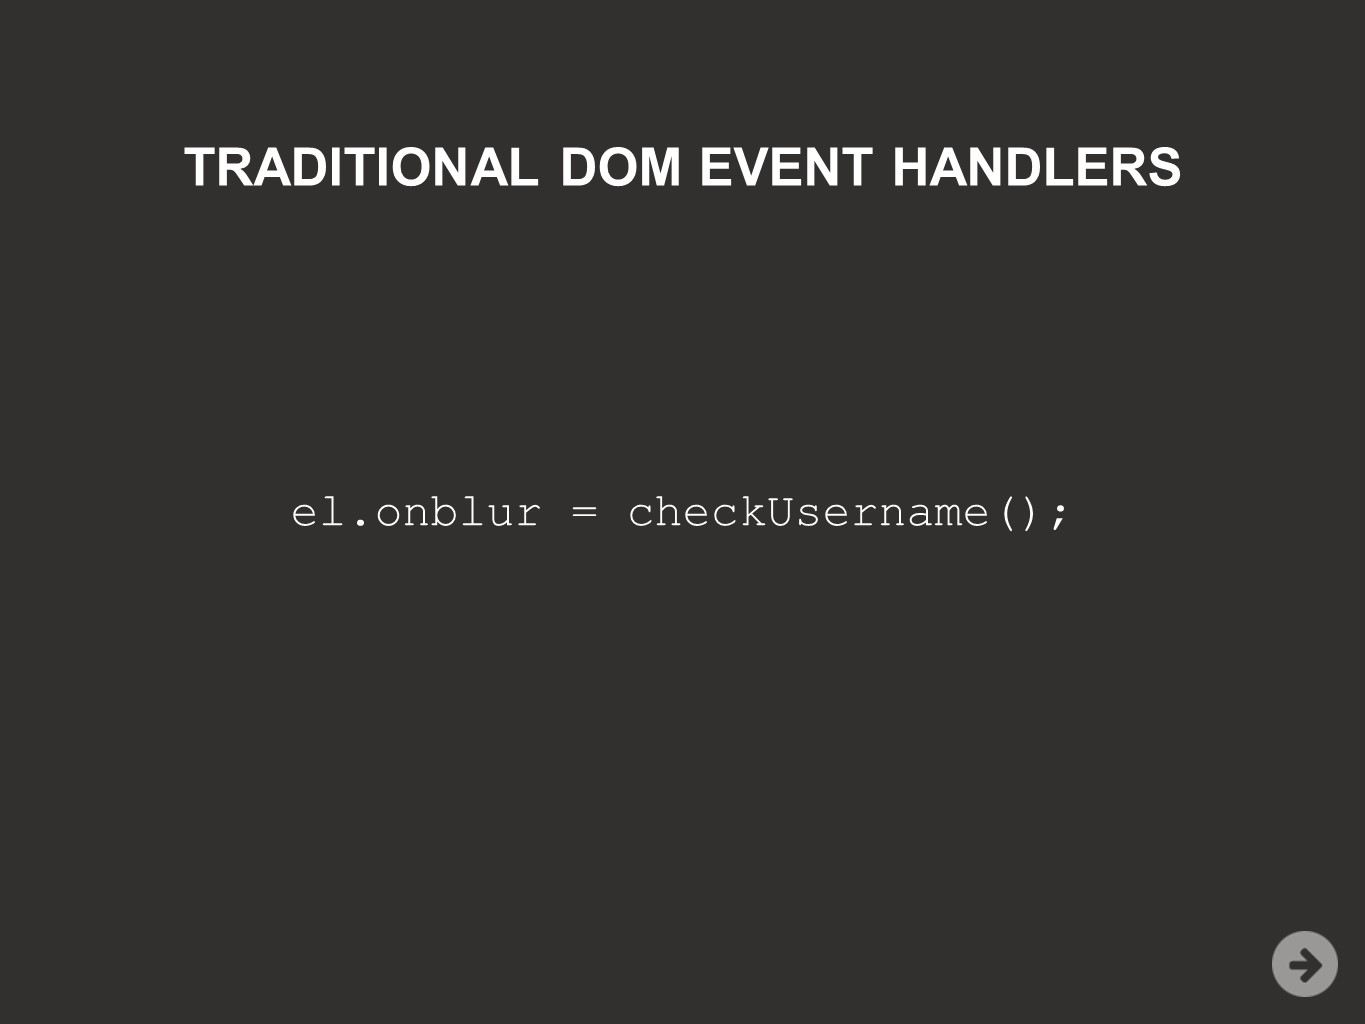 TRADITIONAL DOM EVENT HANDLERS
el.onblur = checkUsername();